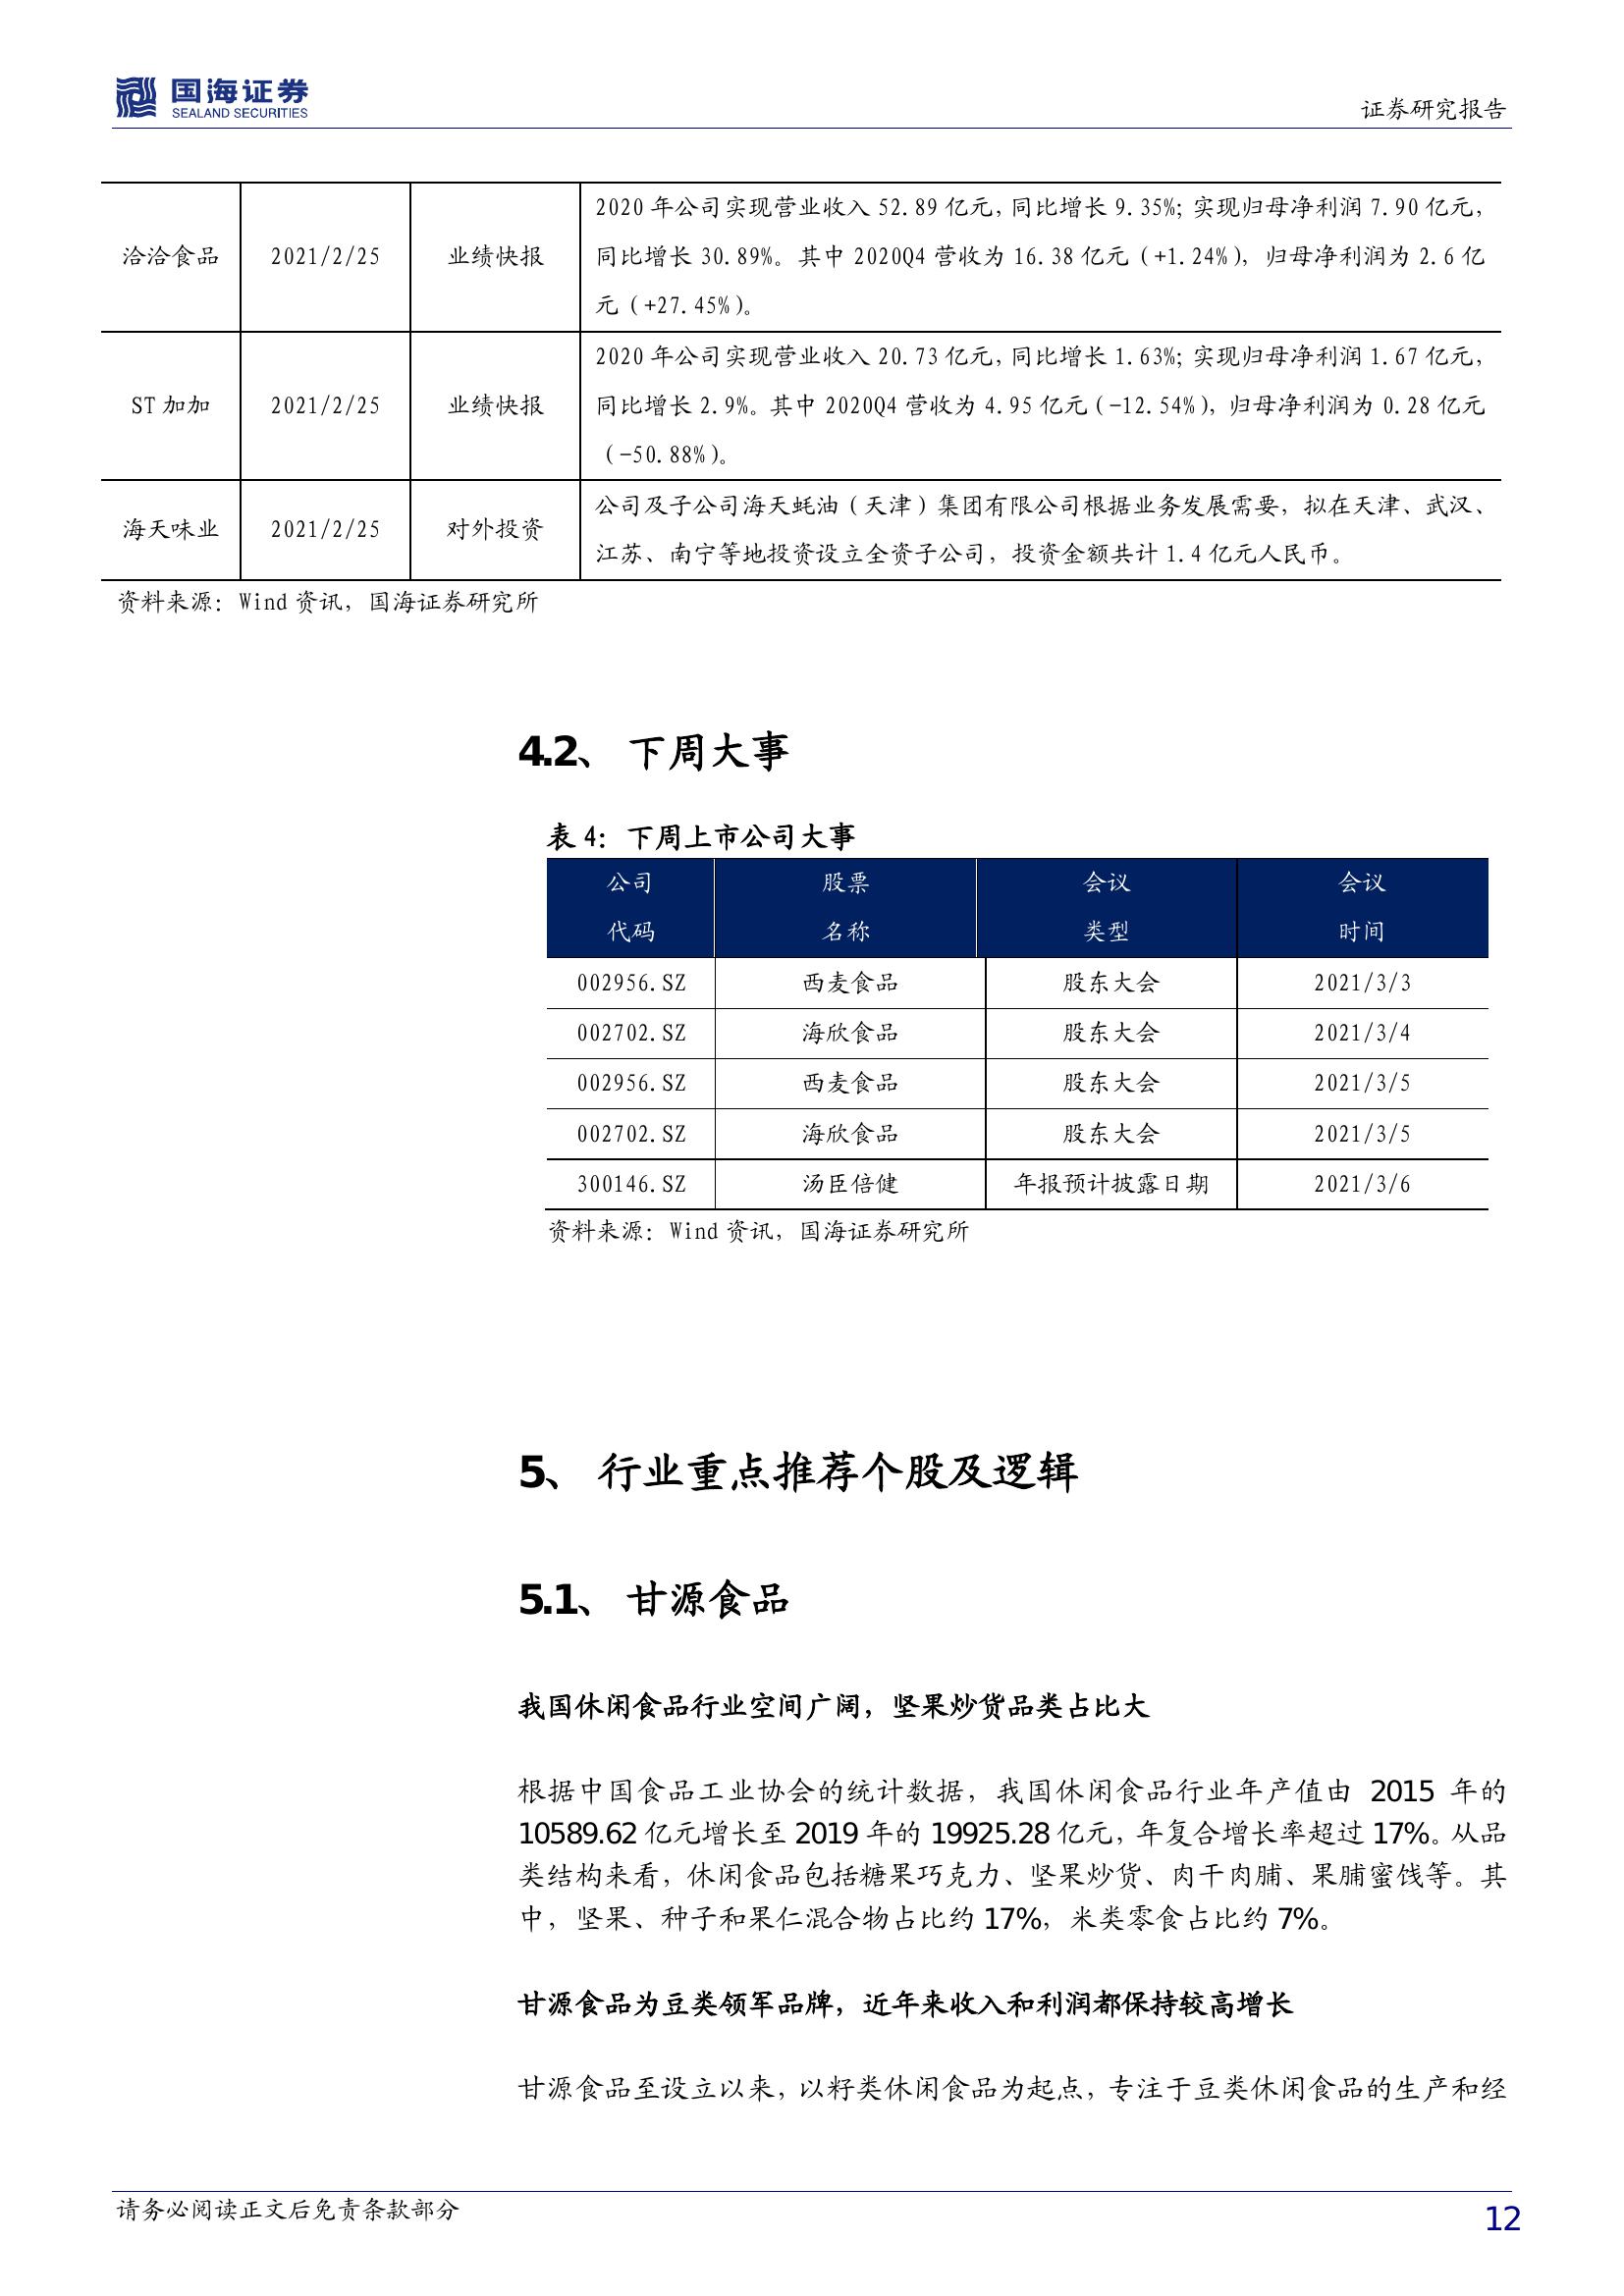 国海证券
SEALAND SECURITIES
证券研究报告
洽洽食品
2021/2/25
业绩快报
2020 年公司实现营业收入 52.89 亿元，同比增长 9.35%；实现归母净利润 7.90 亿元，
同比增长 30.89%。其中 2020Q4 营收为 16.38 亿元（+1.24%），归母净利润为 2.6 亿
元（+27.45%）。
ST 加加
2021/2/25
业绩快报
2020 年公司实现营业收入 20.73 亿元，同比增长 1.63%；实现归母净利润 1.67 亿元，
同比增长 2.9%。其中 2020Q4 营收为 4.95 亿元（-12.54%），归母净利润为 0.28 亿元
（-50.88%）。
海天味业
2021/2/25
对外投资
公司及子公司海天蚝油（天津）集团有限公司根据业务发展需要，拟在天津、武汉、
江苏、南宁等地投资设立全资子公司，投资金额共计 1.4 亿元人民币。
资料来源：Wind 资讯，国海证券研究所
4.2、 下周大事
表 4：下周上市公司大事
公司 股票 会议 会议
代码 名称 类型 时间
002956.SZ 西麦食品 股东大会 2021/3/3
002702.SZ 海欣食品 股东大会 2021/3/4
002956.SZ 西麦食品 股东大会 2021/3/5
002702.SZ 海欣食品 股东大会 2021/3/5
300146.SZ 汤臣倍健 年报预计披露日期 2021/3/6
资料来源：Wind 资讯，国海证券研究所
5、 行业重点推荐个股及逻辑
5.1、 甘源食品
我国休闲食品行业空间广阔，坚果炒货品类占比大
根据中国食品工业协会的统计数据，我国休闲食品行业年产值由 2015 年的
10589.62 亿元增长至 2019 年的 19925.28 亿元，年复合增长率超过 17%。从品
类结构来看，休闲食品包括糖果巧克力、坚果炒货、肉干肉脯、果脯蜜饯等。其
中，坚果、种子和果仁混合物占比约 17%，米类零食占比约 7%。
甘源食品为豆类领军品牌，近年来收入和利润都保持较高增长
甘源食品至设立以来，以籽类休闲食品为起点，专注于豆类休闲食品的生产和经
请务必阅读正文后免责条款部分
12